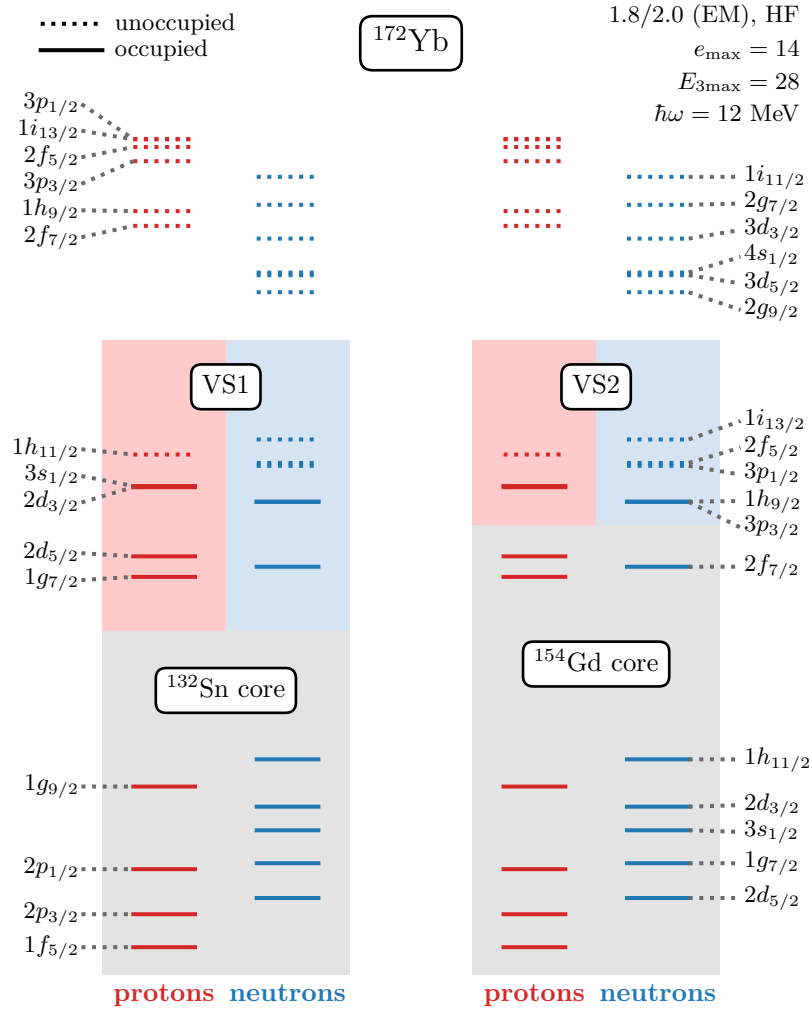 unoccupied
occupied
¹⁷²Yb
1.8/2.0 (EM), HF
e_max = 14
E_3max = 28
ħω = 12 MeV
3p₁/₂
1i₁₃/₂
2f₅/₂
3p₃/₂
1h₉/₂
2f₇/₂
1i₁₁/₂
2g₇/₂
3d₃/₂
4s₁/₂
3d₅/₂
2g₉/₂
VS1
VS2
1h₁₁/₂
3s₁/₂
2d₃/₂
2d₅/₂
1g₇/₂
1i₁₃/₂
2f₅/₂
3p₁/₂
1h₉/₂
3p₃/₂
2f₇/₂
¹³²Sn core
¹⁵⁴Gd core
1g₉/₂
2p₁/₂
2p₃/₂
1f₅/₂
1h₁₁/₂
2d₃/₂
3s₁/₂
1g₇/₂
2d₅/₂
protons neutrons
protons neutrons